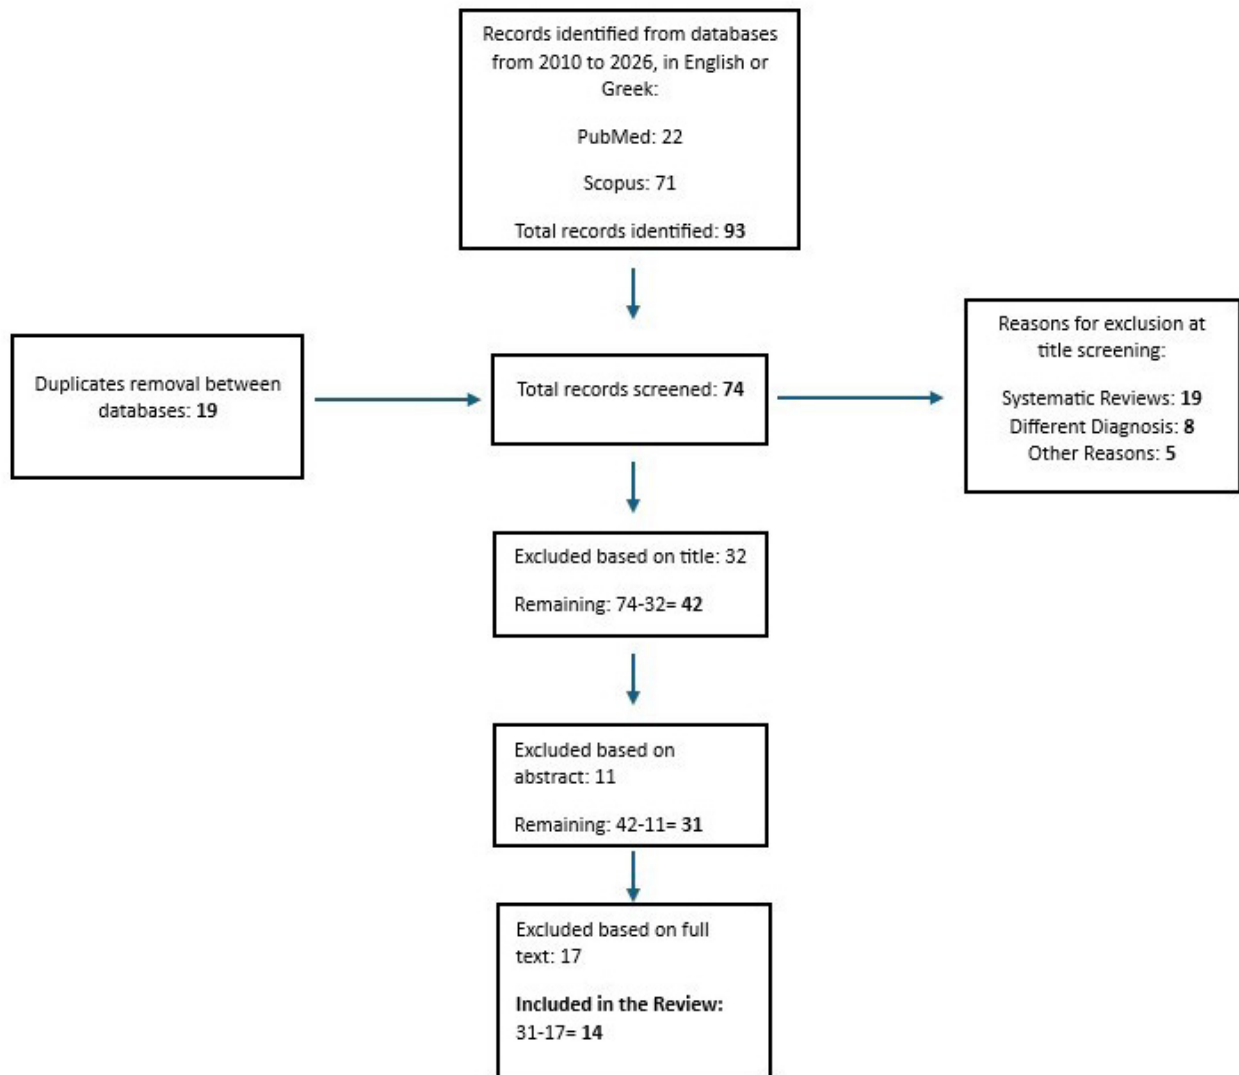 Records identified from databases
from 2010 to 2026, in English or
Greek:
PubMed: 22
Scopus: 71
Total records identified: 93
Duplicates removal between
databases: 19
Total records screened: 74
Reasons for exclusion at
title screening:
Systematic Reviews: 19
Different Diagnosis: 8
Other Reasons: 5
Excluded based on title: 32
Remaining: 74-32= 42
Excluded based on
abstract: 11
Remaining: 42-11= 31
Excluded based on full
text: 17
Included in the Review:
31-17= 14